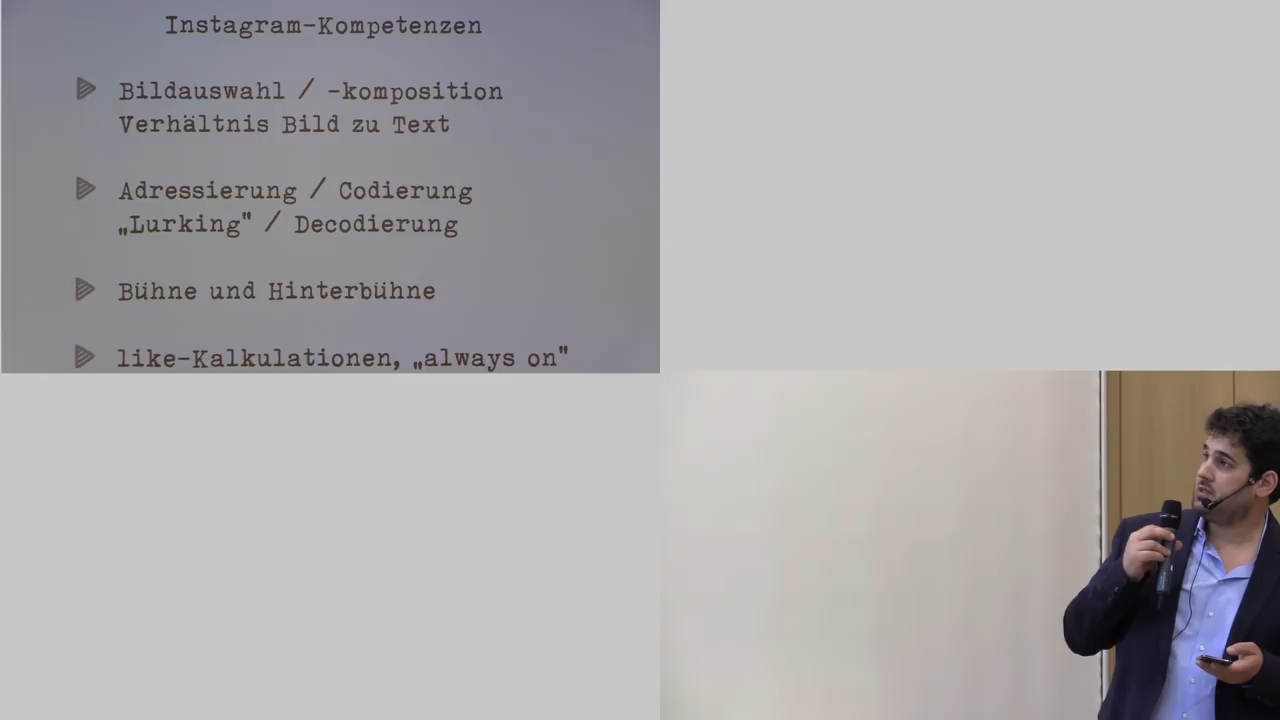 Instagram-Kompetenzen
Bildauswahl / -komposition
Verhältnis Bild zu Text
Adressierung / Codierung
„Lurking" / Decodierung
Bühne und Hinterbühne
like-Kalkulationen, „always on"